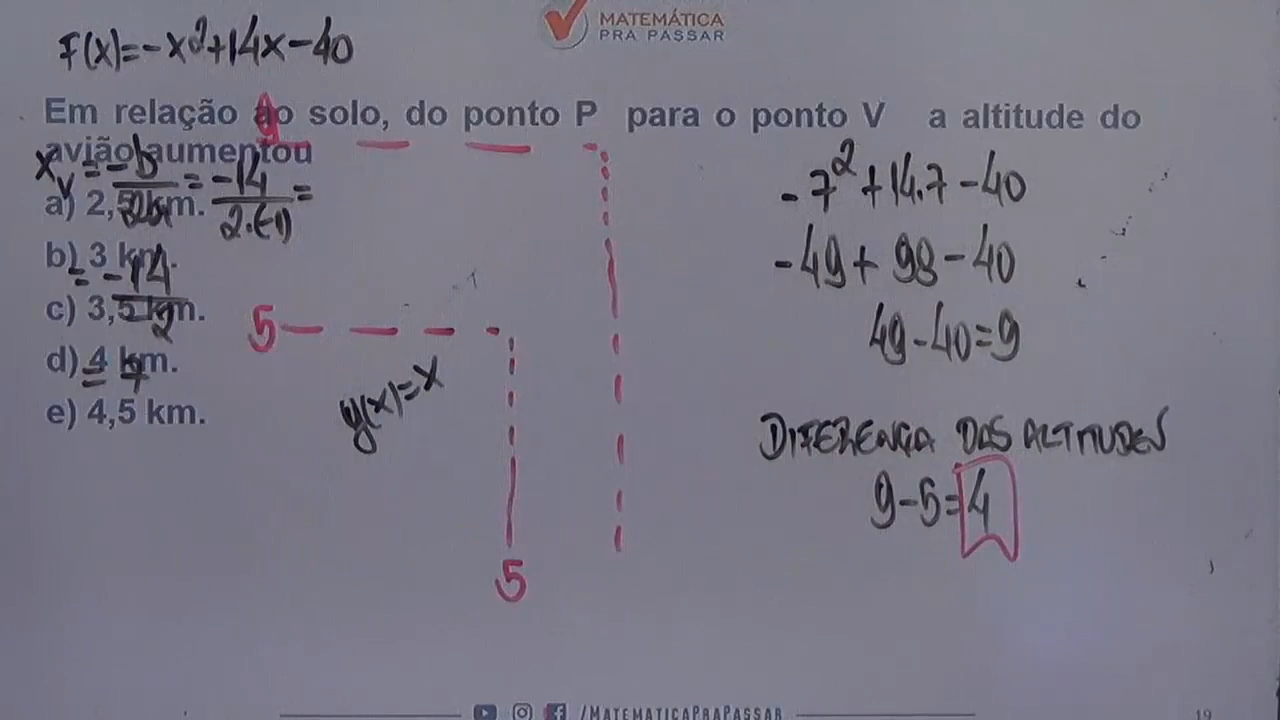 MATEMÁTICA
PRA PASSAR
F(x)=-x²+14x-40
Em relação ao solo, do ponto P para o ponto V a altitude do
avião aumentou
a) 2,5 km.
b) 3 km.
c) 3,5 km.
d) 4 km.
e) 4,5 km.
x_v = -b/2a = -14/2·(-1) =
= -14/-2
= 7
9
5
y(x)=x
5
-7²+14.7-40
-49+98-40
49-40=9
DIFERENÇA DAS ALTITUDES
9-5=4
/MATEMATICAPRAPASSAR
19